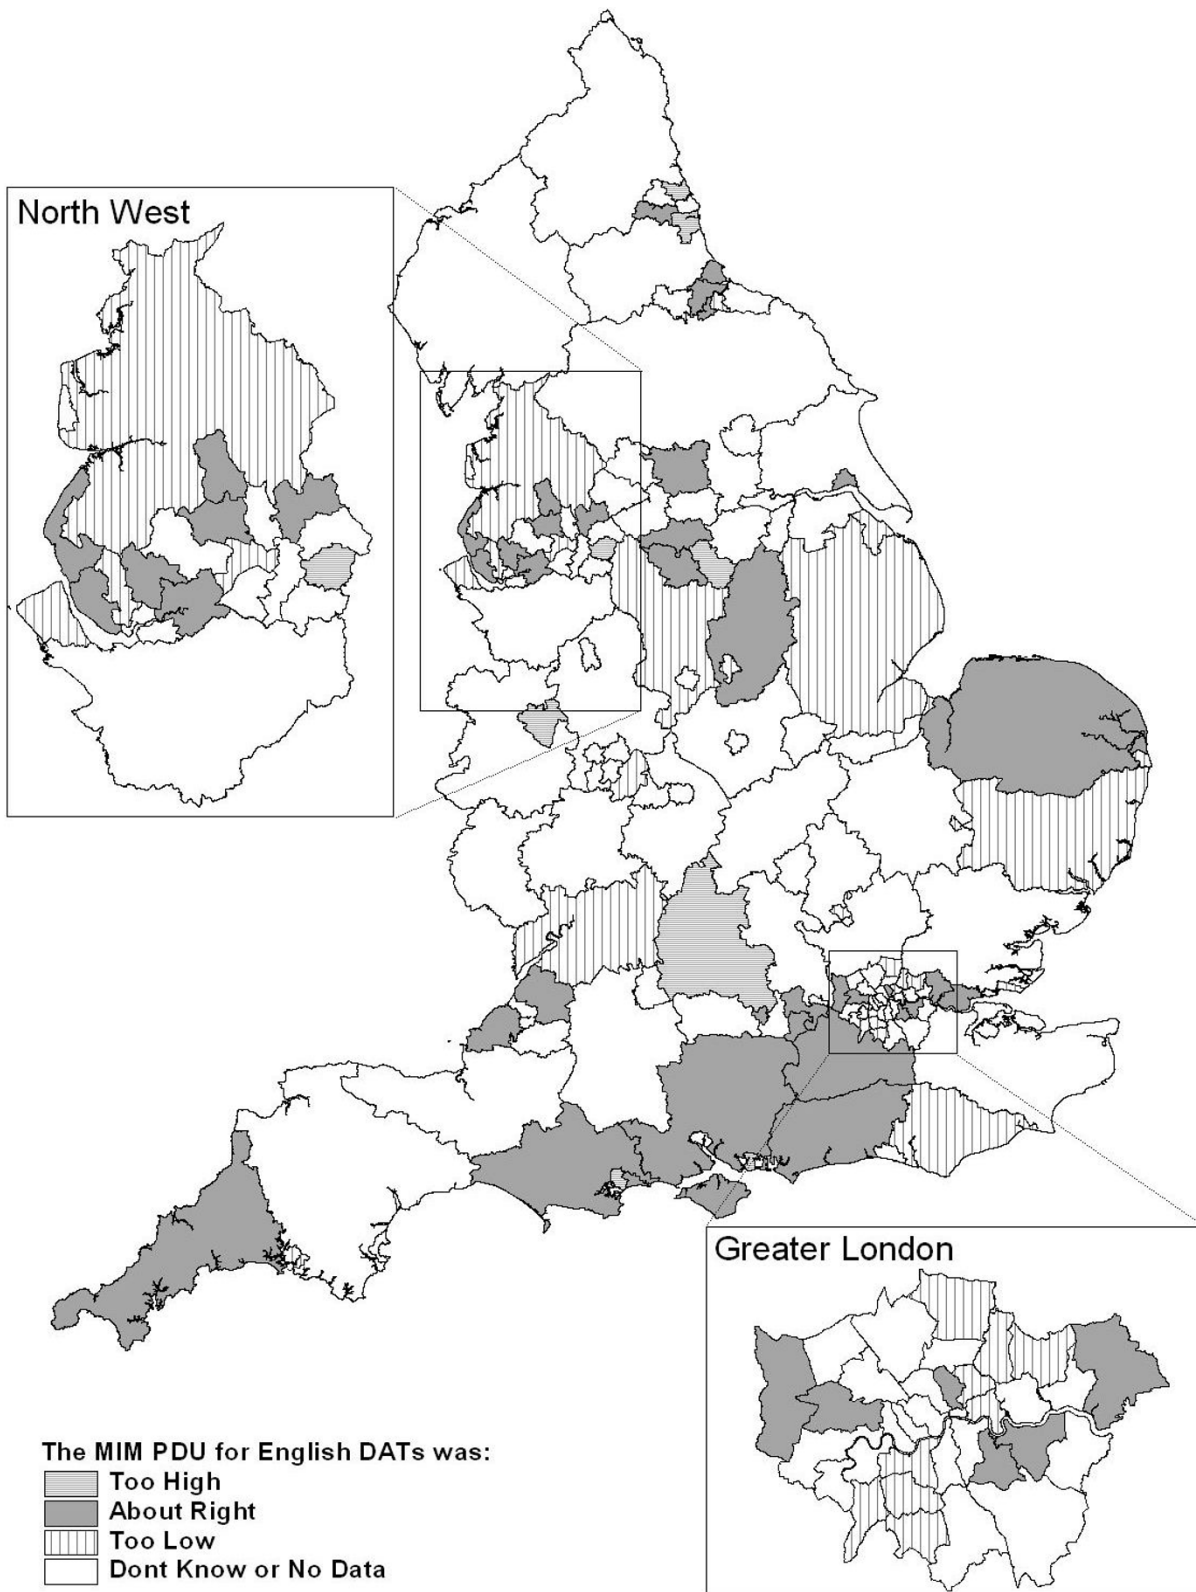 North West
Greater London
The MIM PDU for English DATs was:
Too High
About Right
Too Low
Dont Know or No Data